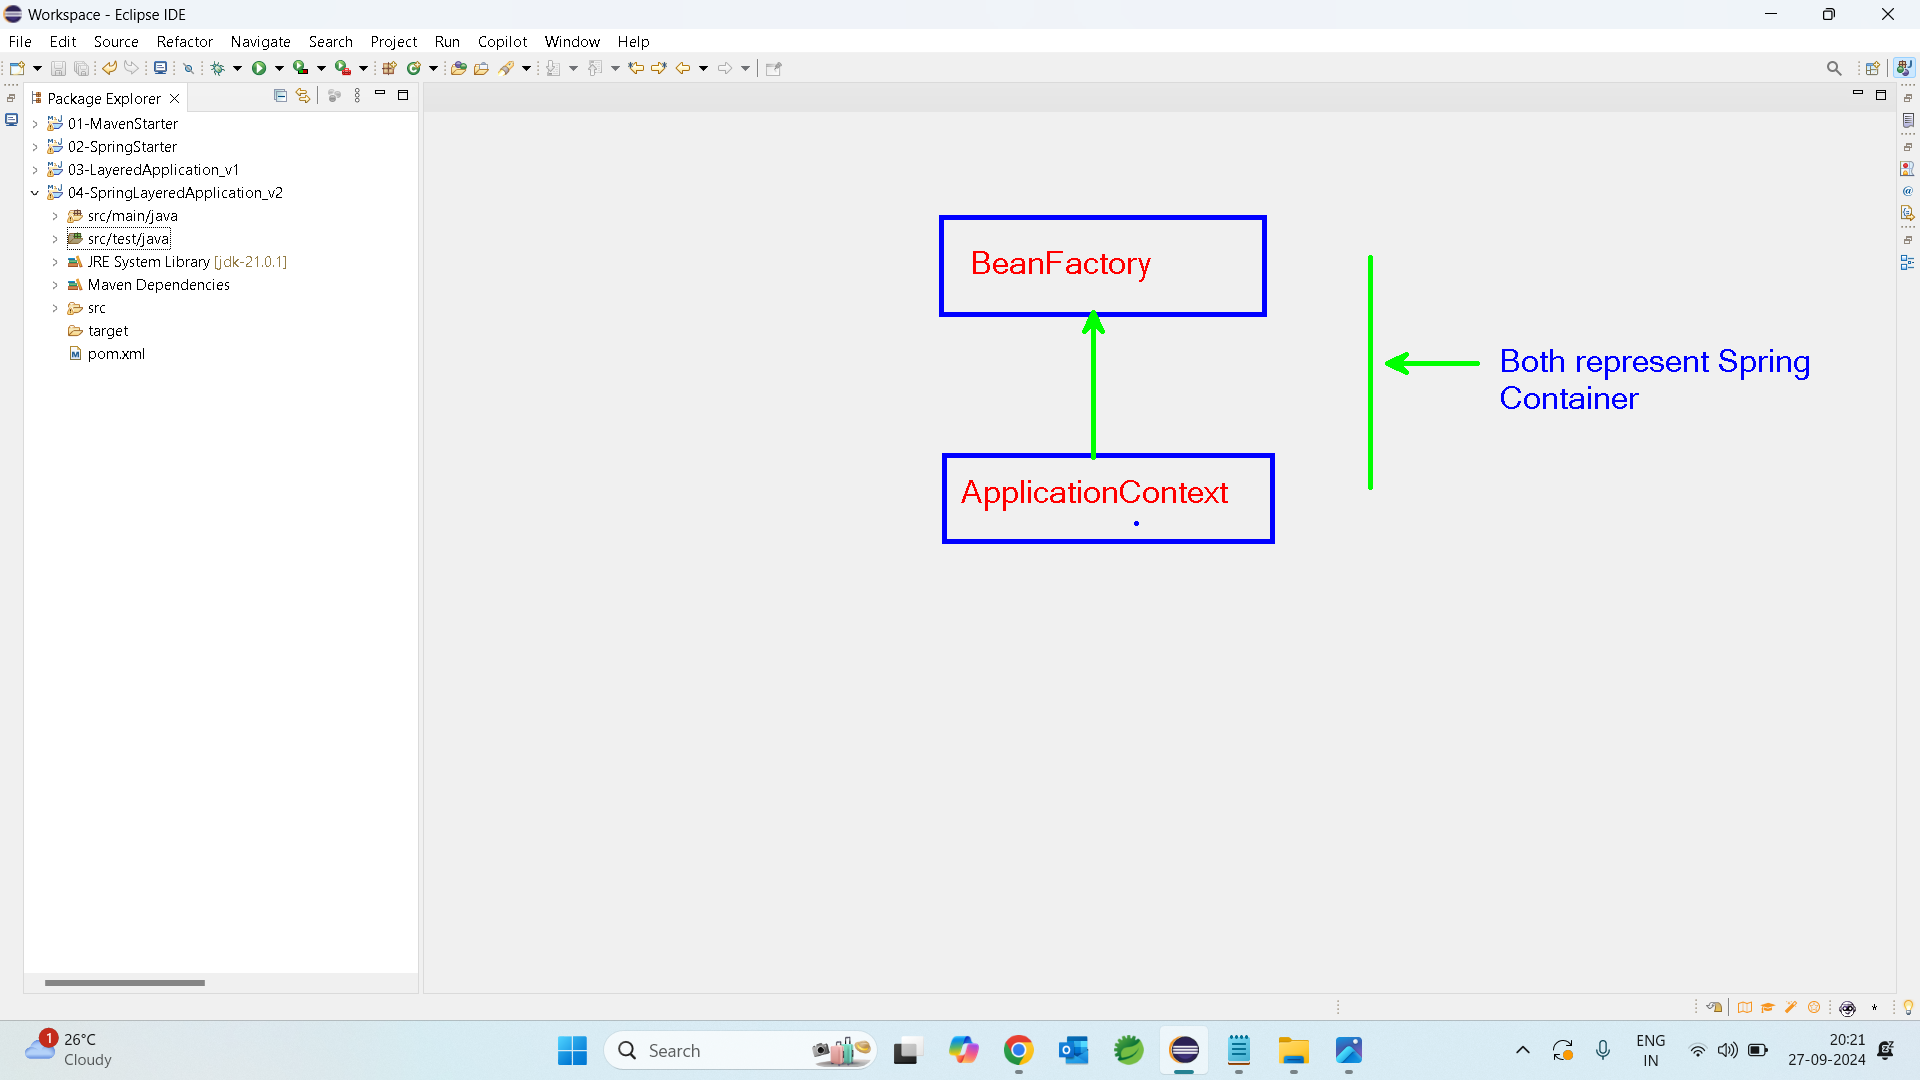 Workspace - Eclipse IDE
File Edit Source Refactor Navigate Search Project Run Copilot Window Help
Package Explorer
01-MavenStarter
02-SpringStarter
03-LayeredApplication_v1
04-SpringLayeredApplication_v2
src/main/java
src/test/java
JRE System Library [jdk-21.0.1]
Maven Dependencies
src
target
pom.xml
BeanFactory
Both represent Spring
Container
ApplicationContext
1
26°C
Cloudy
Search
ENG
IN
20:21
27-09-2024